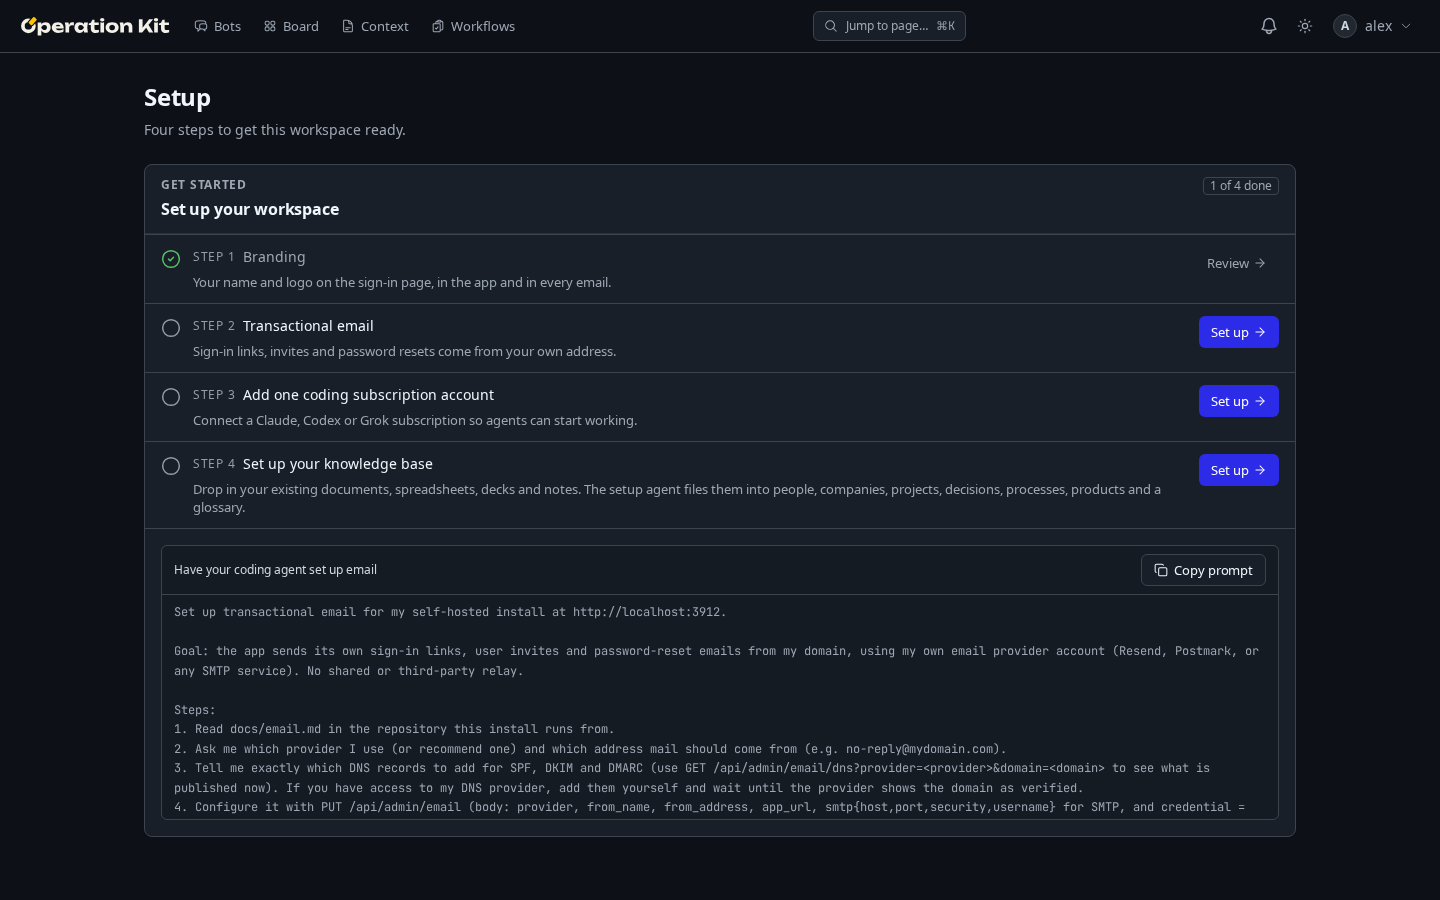 Operation Kit
Bots
Board
Context
Workflows
Jump to page... ⌘K
A
alex
Setup
Four steps to get this workspace ready.
GET STARTED
1 of 4 done
Set up your workspace
STEP 1 Branding
Review →
Your name and logo on the sign-in page, in the app and in every email.
STEP 2 Transactional email
Set up →
Sign-in links, invites and password resets come from your own address.
STEP 3 Add one coding subscription account
Set up →
Connect a Claude, Codex or Grok subscription so agents can start working.
STEP 4 Set up your knowledge base
Set up →
Drop in your existing documents, spreadsheets, decks and notes. The setup agent files them into people, companies, projects, decisions, processes, products and a
glossary.
Have your coding agent set up email
Copy prompt
Set up transactional email for my self-hosted install at http://localhost:3912.
Goal: the app sends its own sign-in links, user invites and password-reset emails from my domain, using my own email provider account (Resend, Postmark, or
any SMTP service). No shared or third-party relay.
Steps:
1. Read docs/email.md in the repository this install runs from.
2. Ask me which provider I use (or recommend one) and which address mail should come from (e.g. no-reply@mydomain.com).
3. Tell me exactly which DNS records to add for SPF, DKIM and DMARC (use GET /api/admin/email/dns?provider=<provider>&domain=<domain> to see what is
published now). If you have access to my DNS provider, add them yourself and wait until the provider shows the domain as verified.
4. Configure it with PUT /api/admin/email (body: provider, from_name, from_address, app_url, smtp{host,port,security,username} for SMTP, and credential =